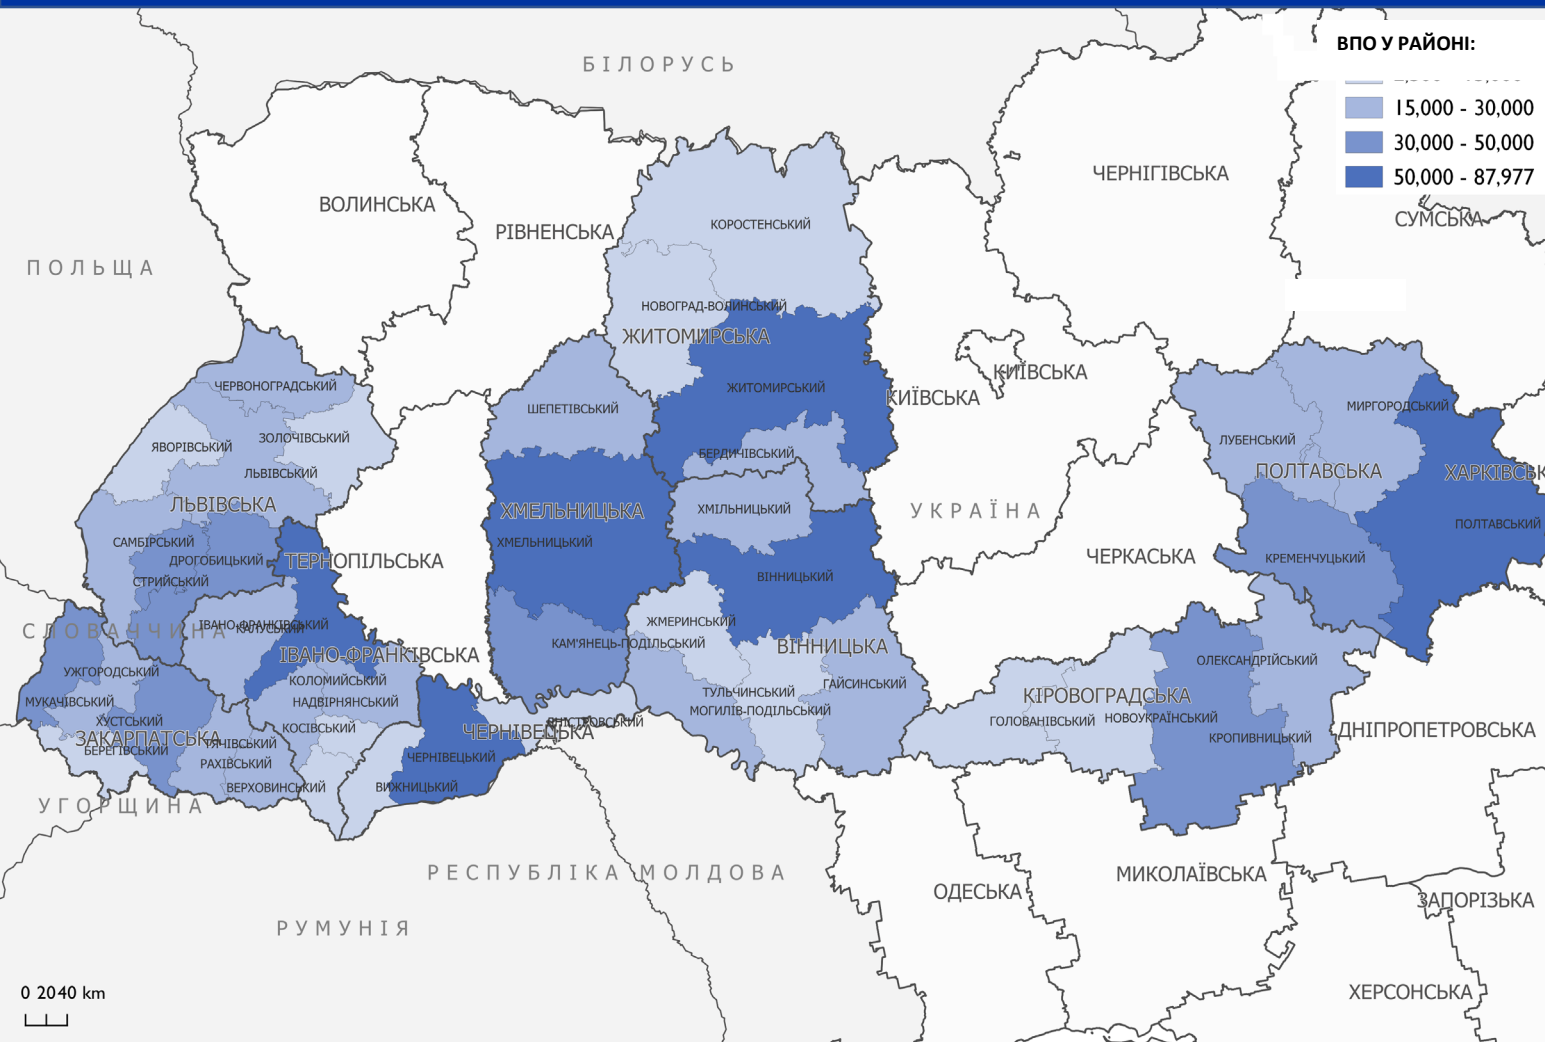 БІЛОРУСЬ
ВПО У РАЙОНІ:
15,000 - 30,000
30,000 - 50,000
50,000 - 87,977
ЧЕРНІГІВСЬКА
ВОЛИНСЬКА
СУМСЬКА
РІВНЕНСЬКА
КОРОСТЕНСЬКИЙ
ПОЛЬЩА
НОВОГРАД-ВОЛИНСЬКИЙ
ЖИТОМИРСЬКА
КИЇВСЬКА
ЧЕРВОНОГРАДСЬКИЙ
ЖИТОМИРСЬКИЙ
КИЇВСЬКА
ШЕПЕТІВСЬКИЙ
МИРГОРОДСЬКИЙ
ЗОЛОЧІВСЬКИЙ
ЛУБЕНСЬКИЙ
ЯВОРІВСЬКИЙ
БЕРДИЧІВСЬКИЙ
ЛЬВІВСЬКИЙ
ПОЛТАВСЬКА
ХАРКІВСЬК
ЛЬВІВСЬКА
ХМЕЛЬНИЦЬКА
ХМІЛЬНИЦЬКИЙ
УКРАЇНА
ПОЛТАВСЬКИЙ
САМБІРСЬКИЙ
ХМЕЛЬНИЦЬКИЙ
ЧЕРКАСЬКА
ДРОГОБИЦЬКИЙ
ТЕРНОПІЛЬСЬКА
КРЕМЕНЧУЦЬКИЙ
СТРИЙСЬКИЙ
ВІННИЦЬКИЙ
СЛОВАЧЧИНА
ІВАНО-ФРАНКІВСЬКИЙ
КАЛУСЬКИЙ
ЖМЕРИНСЬКИЙ
КАМ'ЯНЕЦЬ-ПОДІЛЬСЬКИЙ
ВІННИЦЬКА
ІВАНО-ФРАНКІВСЬКА
ОЛЕКСАНДРІЙСЬКИЙ
УЖГОРОДСЬКИЙ
КОЛОМИЙСЬКИЙ
ГАЙСИНСЬКИЙ
ТУЛЬЧИНСЬКИЙ
КІРОВОГРАДСЬКА
МУКАЧІВСЬКИЙ
НАДВІРНЯНСЬКИЙ
МОГИЛІВ-ПОДІЛЬСЬКИЙ
ХУСТСЬКИЙ
ГОЛОВАНІВСЬКИЙ
НОВОУКРАЇНСЬКИЙ
КОСІВСЬКИЙ
ДНІСТРОВСЬКИЙ
ЧЕРНІВЕЦЬКА
ДНІПРОПЕТРОВСЬКА
ЗАКАРПАТСЬКА
ТЯЧІВСЬКИЙ
КРОПИВНИЦЬКИЙ
БЕРЕГІВСЬКИЙ
ЧЕРНІВЕЦЬКИЙ
РАХІВСЬКИЙ
ВЕРХОВИНСЬКИЙ
ВИЖНИЦЬКИЙ
УГОРЩИНА
РЕСПУБЛІКА МОЛДОВА
МИКОЛАЇВСЬКА
ОДЕСЬКА
ЗАПОРІЗЬКА
РУМУНІЯ
ХЕРСОНСЬКА
0 2040 km